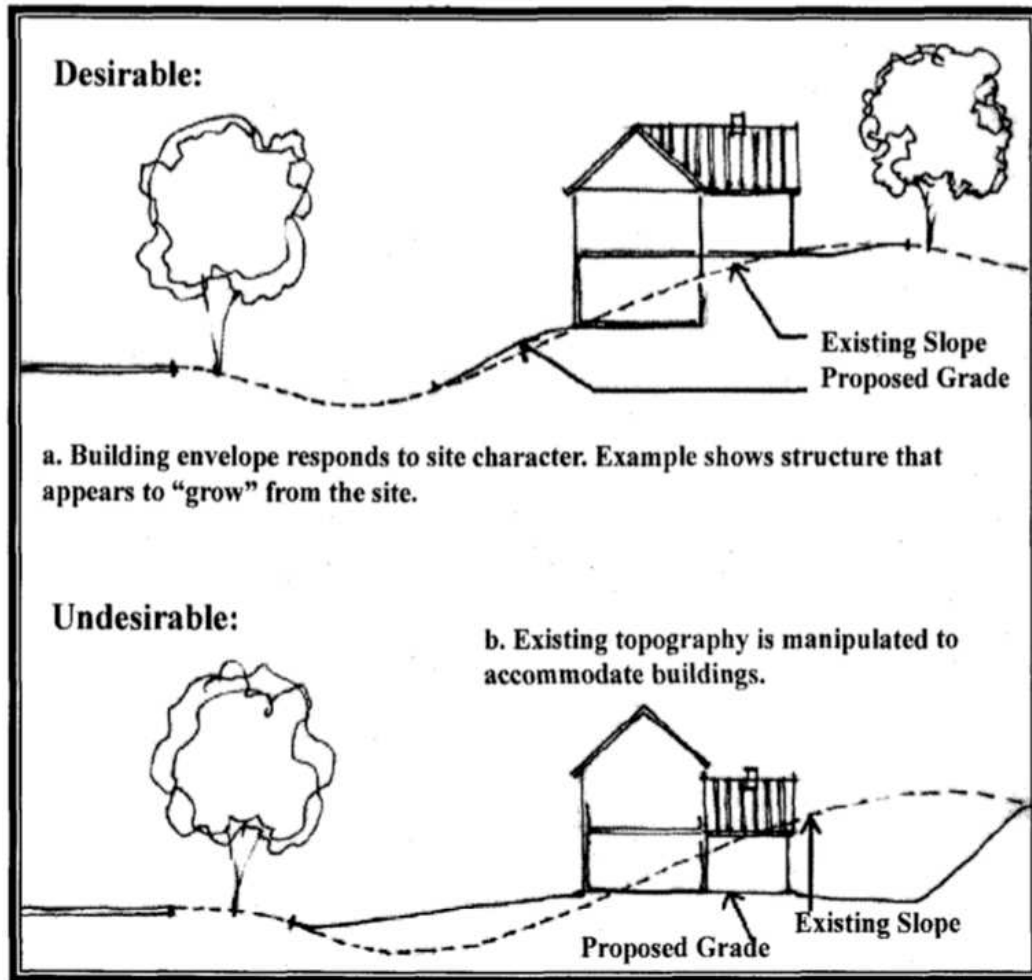 Desirable:
Existing Slope
Proposed Grade
a. Building envelope responds to site character. Example shows structure that
appears to “grow” from the site.
Undesirable:
b. Existing topography is manipulated to
accommodate buildings.
Existing Slope
Proposed Grade